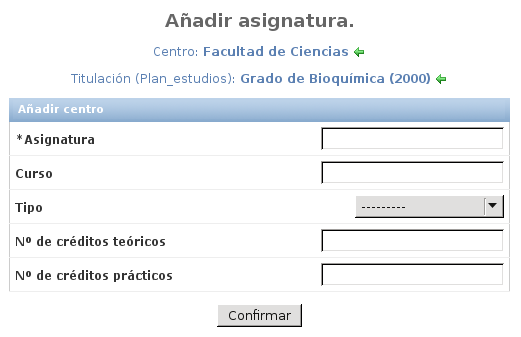 Añadir asignatura.
Centro: Facultad de Ciencias
Titulación (Plan_estudios): Grado de Bioquímica (2000)
Añadir centro
*Asignatura
Curso
Tipo ---------
Nº de créditos teóricos
Nº de créditos prácticos
Confirmar